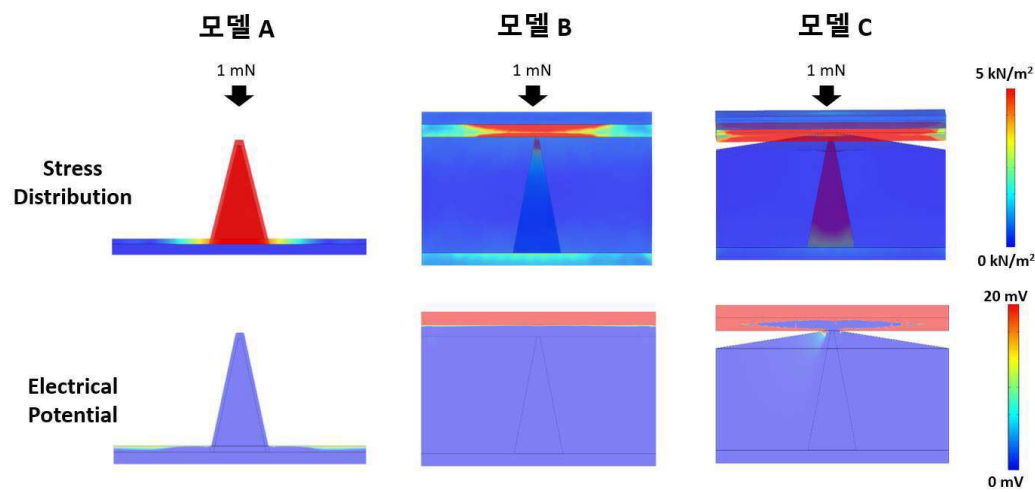 모델 A
모델 B
모델 C
1 mN
1 mN
1 mN
5 kN/m²
Stress
Distribution
0 kN/m²
20 mV
Electrical
Potential
0 mV